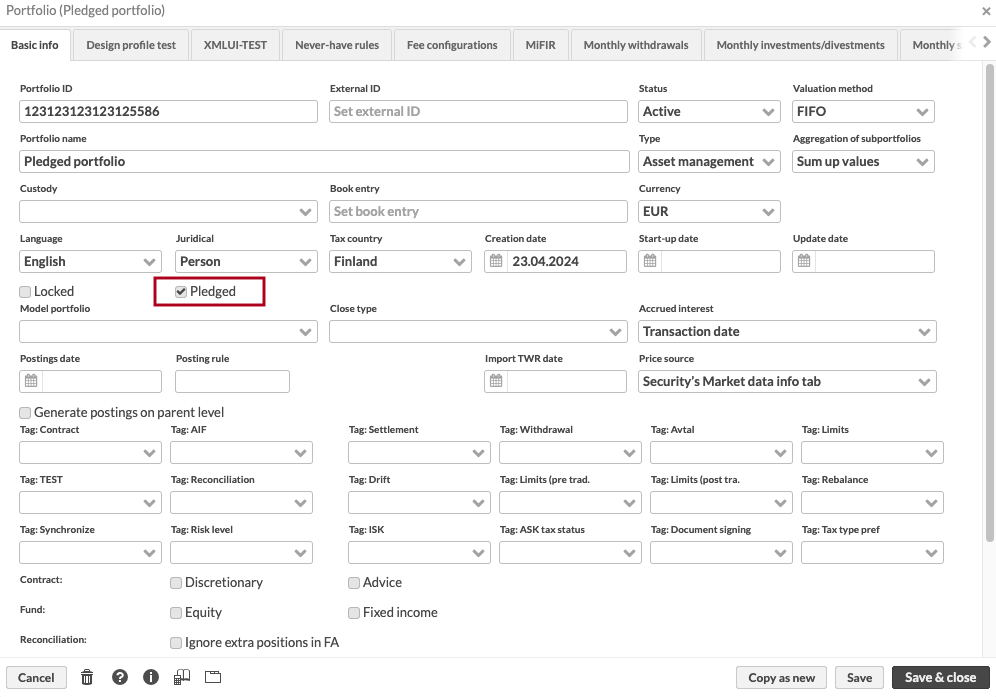 Portfolio (Pledged portfolio)
Basic info Design profile test XMLUI-TEST Never-have rules Fee configurations MiFIR Monthly withdrawals Monthly investments/divestments Monthly s
Portfolio ID External ID Status Valuation method
123123123123125586 Set external ID Active FIFO
Portfolio name Type Aggregation of subportfolios
Pledged portfolio Asset management Sum up values
Custody Book entry Currency
Set book entry EUR
Language Juridical Tax country Creation date Start-up date Update date
English Person Finland 23.04.2024
Locked Pledged
Model portfolio Close type Accrued interest
Transaction date
Postings date Posting rule Import TWR date Price source
Security's Market data info tab
Generate postings on parent level
Tag: Contract Tag: AIF Tag: Settlement Tag: Withdrawal Tag: Avtal Tag: Limits
Tag: TEST Tag: Reconciliation Tag: Drift Tag: Limits (pre trad. Tag: Limits (post tra. Tag: Rebalance
Tag: Synchronize Tag: Risk level Tag: ISK Tag: ASK tax status Tag: Document signing Tag: Tax type pref
Contract: Discretionary Advice
Fund: Equity Fixed income
Reconciliation: Ignore extra positions in FA
Cancel Copy as new Save Save & close